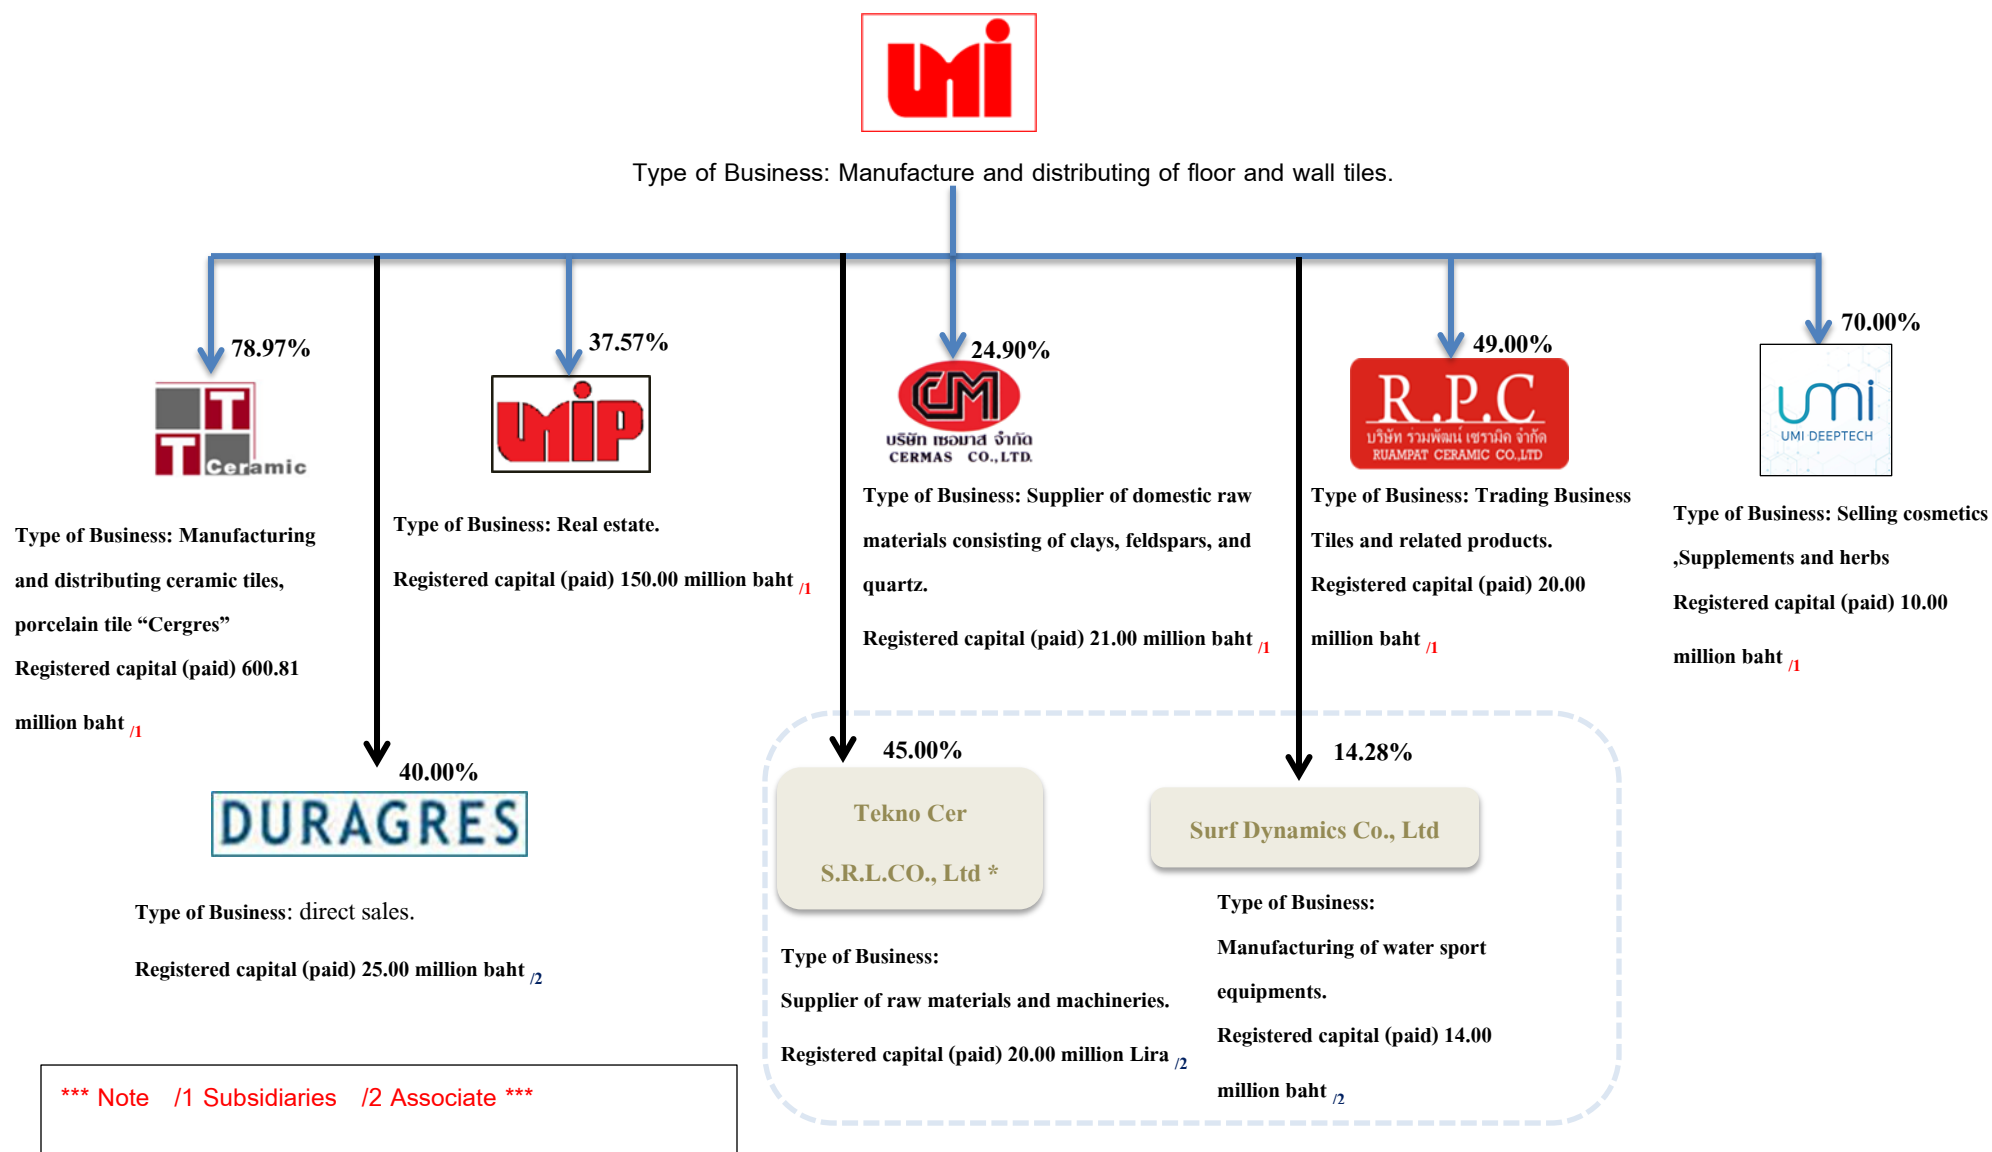 umi
Type of Business: Manufacture and distributing of floor and wall tiles.
78.97%
T
T Ceramic
Type of Business: Manufacturing
and distributing ceramic tiles,
porcelain tile “Cergres”
Registered capital (paid) 600.81
million baht /1
37.57%
UMIP
Type of Business: Real estate.
Registered capital (paid) 150.00 million baht /1
24.90%
CM
บริษัท เซอมาส จำกัด
CERMAS CO.,LTD.
Type of Business: Supplier of domestic raw
materials consisting of clays, feldspars, and
quartz.
Registered capital (paid) 21.00 million baht /1
49.00%
R.P.C
บริษัท ร่วมพัฒน์ เซรามิค จำกัด
RUAMPAT CERAMIC CO.,LTD
Type of Business: Trading Business
Tiles and related products.
Registered capital (paid) 20.00
million baht /1
70.00%
umi
UMI DEEPTECH
Type of Business: Selling cosmetics
,Supplements and herbs
Registered capital (paid) 10.00
million baht /1
40.00%
DURAGRES
Type of Business: direct sales.
Registered capital (paid) 25.00 million baht /2
45.00%
Tekno Cer
S.R.L.CO., Ltd *
Type of Business:
Supplier of raw materials and machineries.
Registered capital (paid) 20.00 million Lira /2
14.28%
Surf Dynamics Co., Ltd
Type of Business:
Manufacturing of water sport
equipments.
Registered capital (paid) 14.00
million baht /2
*** Note /1 Subsidiaries /2 Associate ***